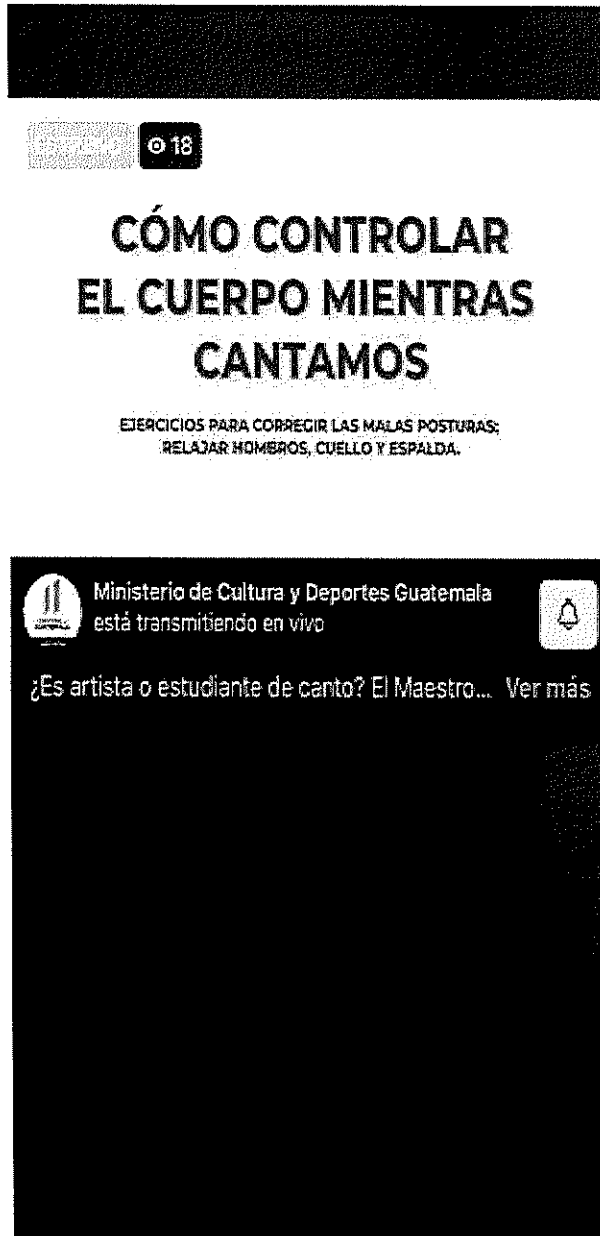 18
CÓMO CONTROLAR
EL CUERPO MIENTRAS
CANTAMOS
EJERCICIOS PARA CORREGIR LAS MALAS POSTURAS;
RELAJAR HOMBROS, CUELLO Y ESPALDA.
Ministerio de Cultura y Deportes Guatemala
está transmitiendo en vivo
¿Es artista o estudiante de canto? El Maestro... Ver más